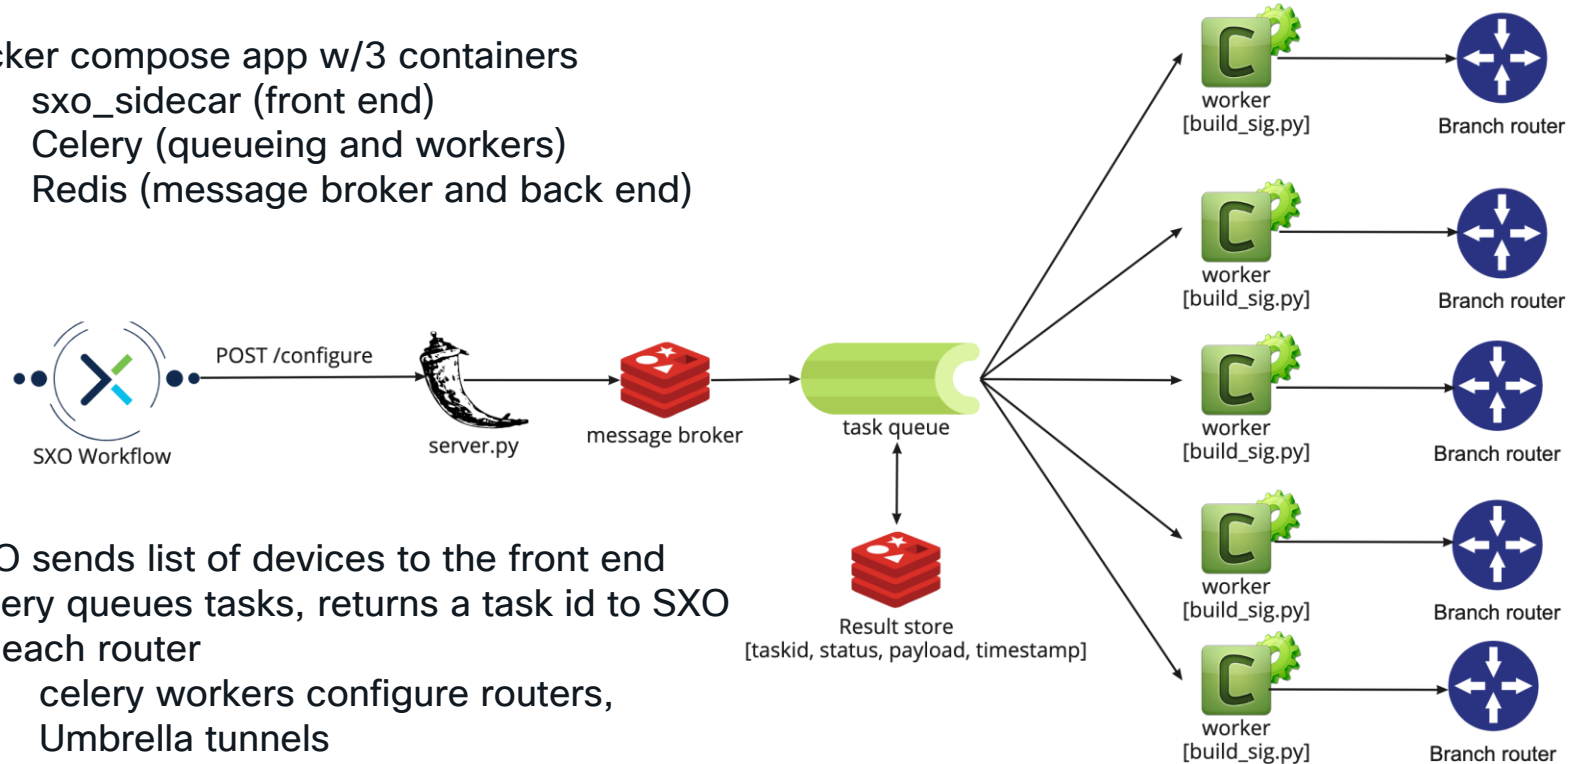 cker compose app w/3 containers
sxo_sidecar (front end)
Celery (queueing and workers)
Redis (message broker and back end)
worker
[build_sig.py]
Branch router
worker
[build_sig.py]
Branch router
POST /configure
SXO Workflow
server.py
message broker
task queue
worker
[build_sig.py]
Branch router
O sends list of devices to the front end
ery queues tasks, returns a task id to SXO
each router
celery workers configure routers,
Umbrella tunnels
Result store
[taskid, status, payload, timestamp]
worker
[build_sig.py]
Branch router
worker
[build_sig.py]
Branch router